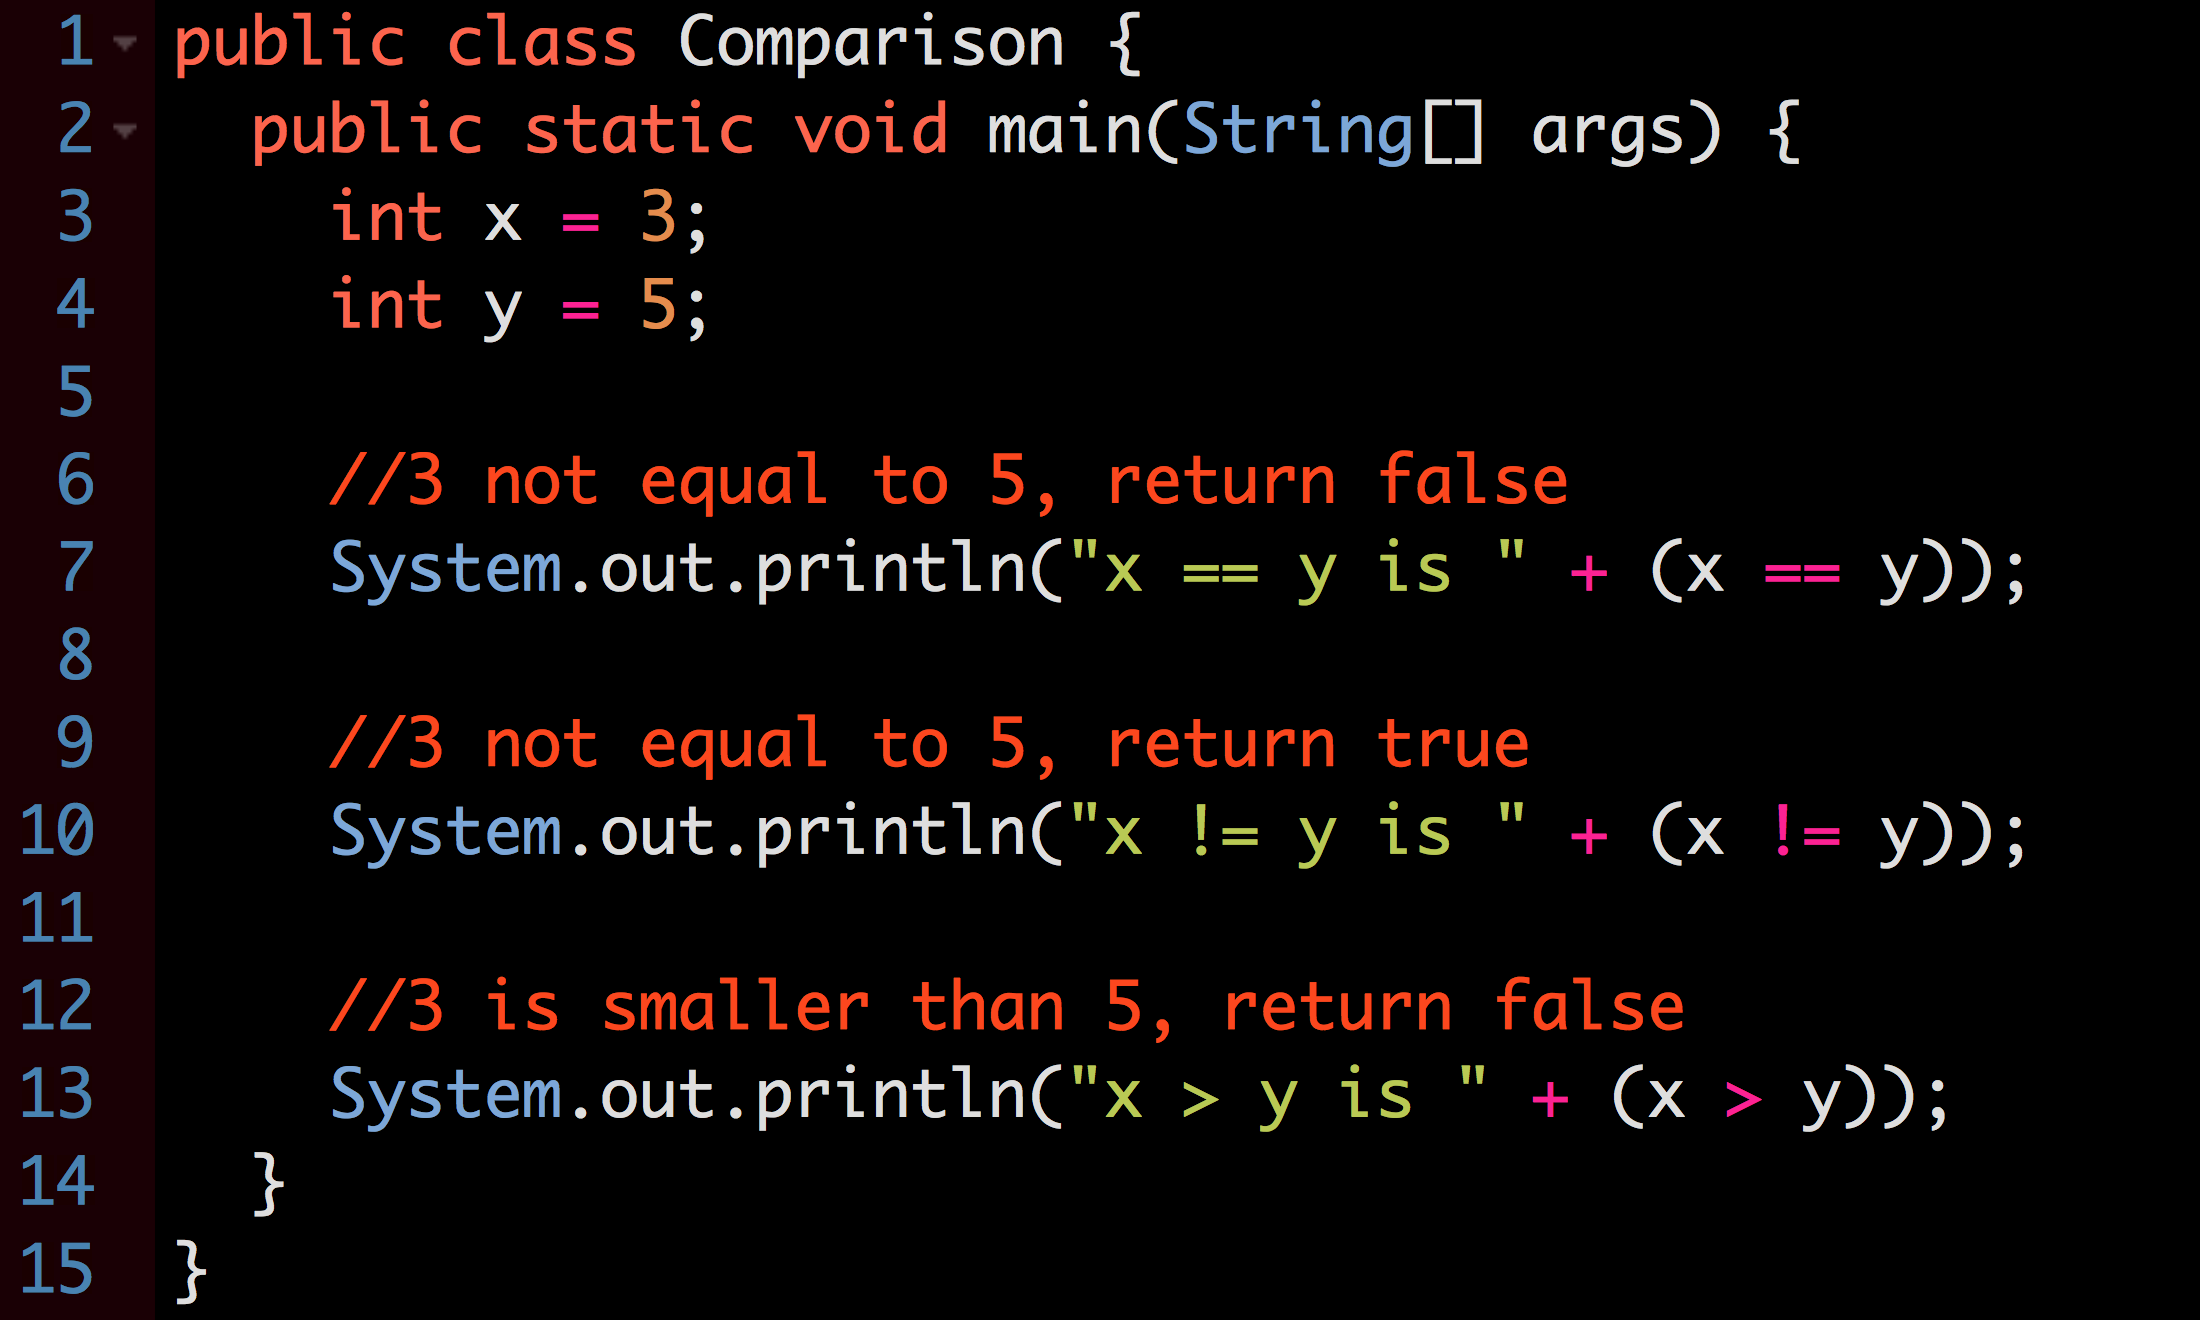 1 public class Comparison {
2   public static void main(String[] args) {
3     int x = 3;
4     int y = 5;
5
6     //3 not equal to 5, return false
7     System.out.println("x == y is " + (x == y));
8
9     //3 not equal to 5, return true
10     System.out.println("x != y is " + (x != y));
11
12     //3 is smaller than 5, return false
13     System.out.println("x > y is " + (x > y));
14   }
15 }